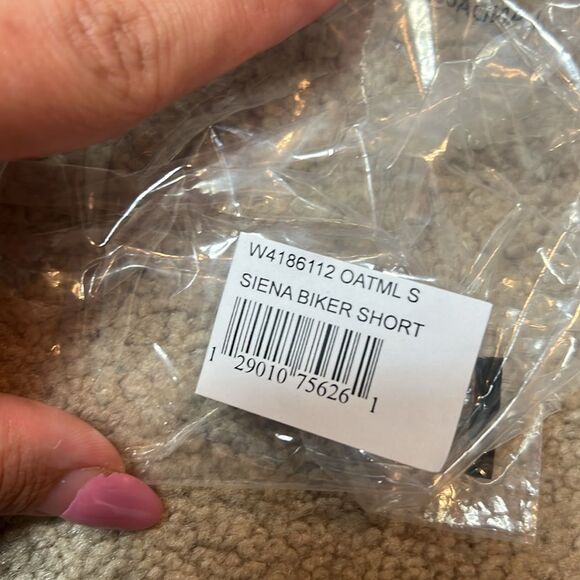 W4186112 OATML S
SIENA BIKER SHORT
1 29010 75626 1